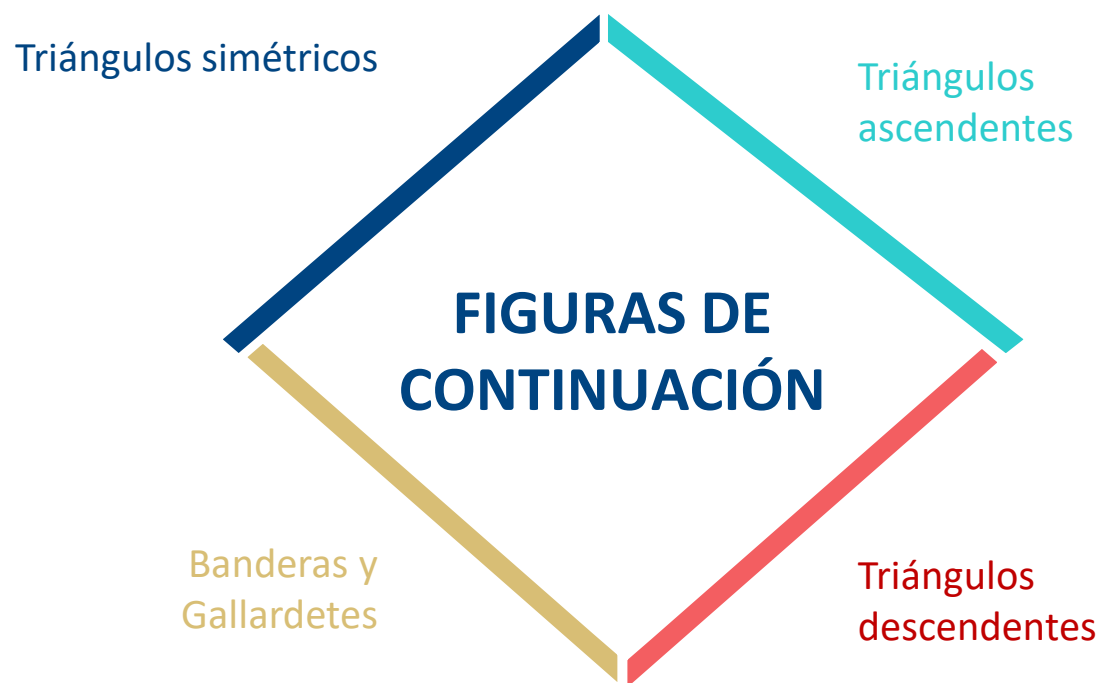 Triángulos simétricos
Triángulos
ascendentes
FIGURAS DE
CONTINUACIÓN
Banderas y
Gallardetes
Triángulos
descendentes